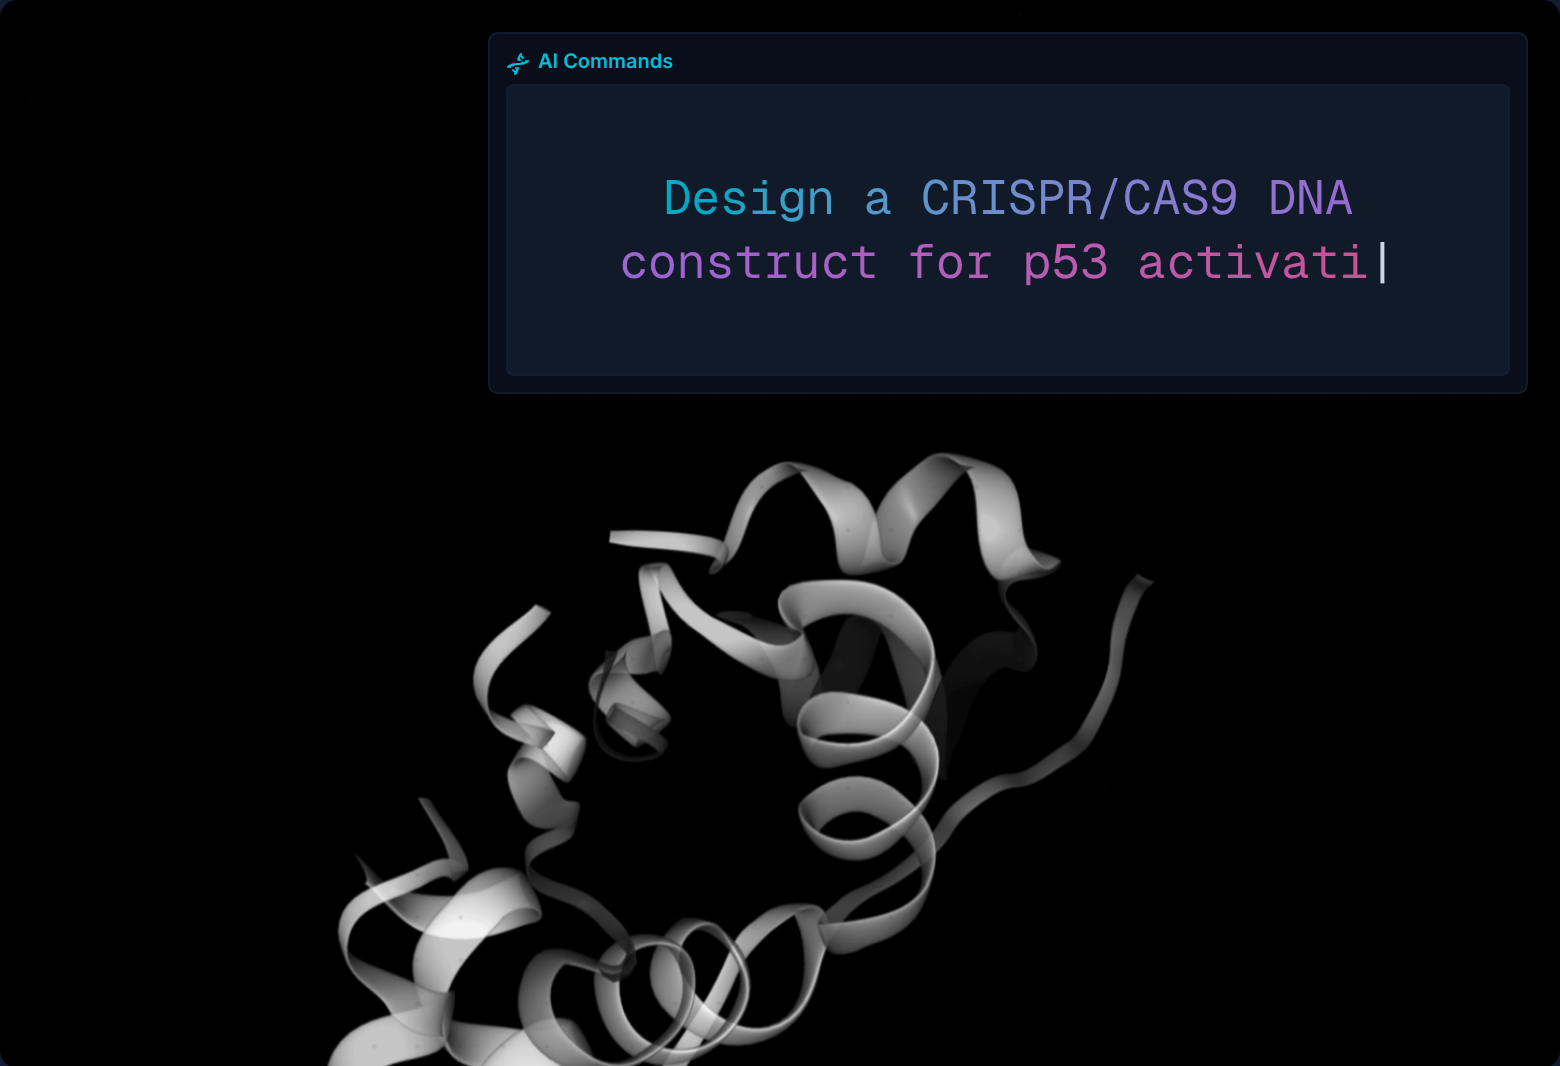 AI Commands
Design a CRISPR/CAS9 DNA
construct for p53 activati